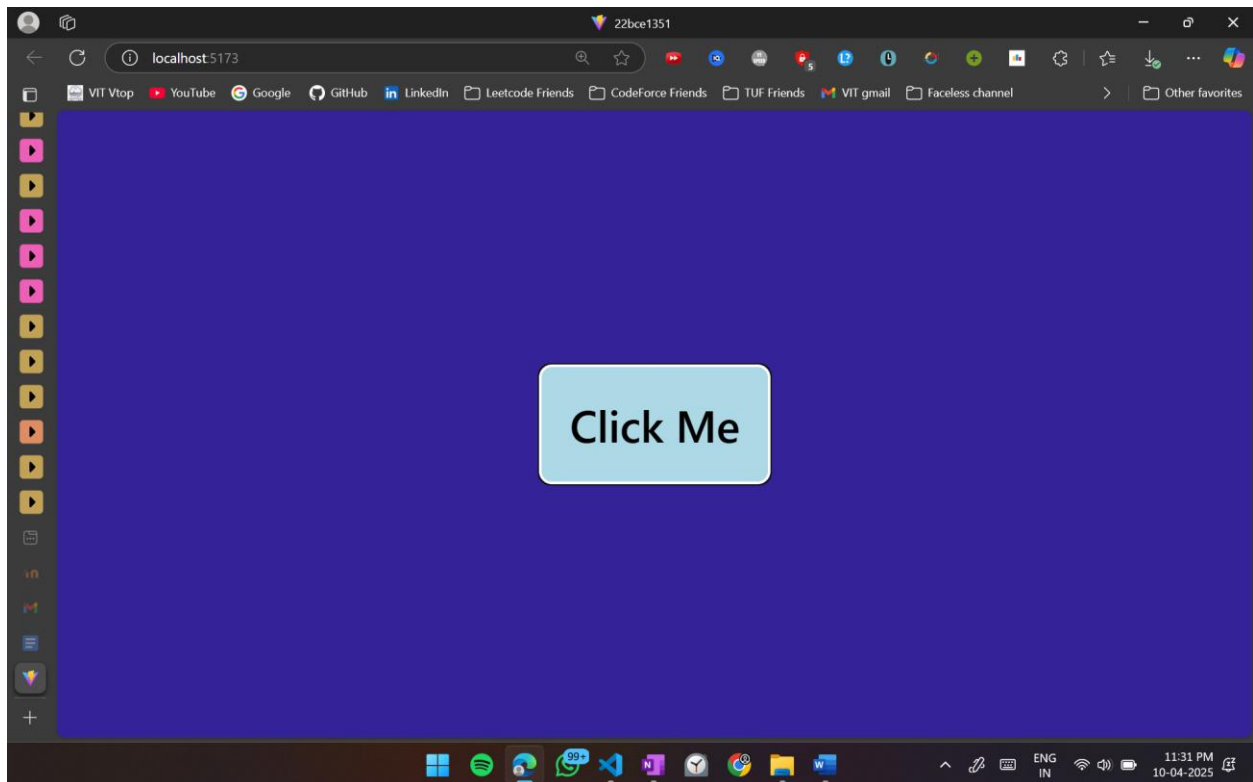 22bce1351
localhost:5173
VIT Vtop YouTube Google GitHub LinkedIn Leetcode Friends CodeForce Friends TUF Friends VIT gmail Faceless channel Other favorites
Click Me
99+
ENG
IN
11:31 PM
10-04-2025